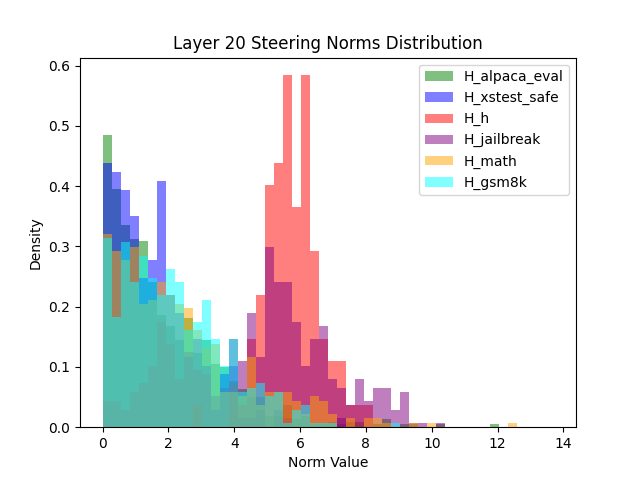 Layer 20 Steering Norms Distribution
H_alpaca_eval
H_xstest_safe
H_h
H_jailbreak
H_math
H_gsm8k
0.6
0.5
0.4
0.3
0.2
0.1
0.0
Density
0 2 4 6 8 10 12 14
Norm Value